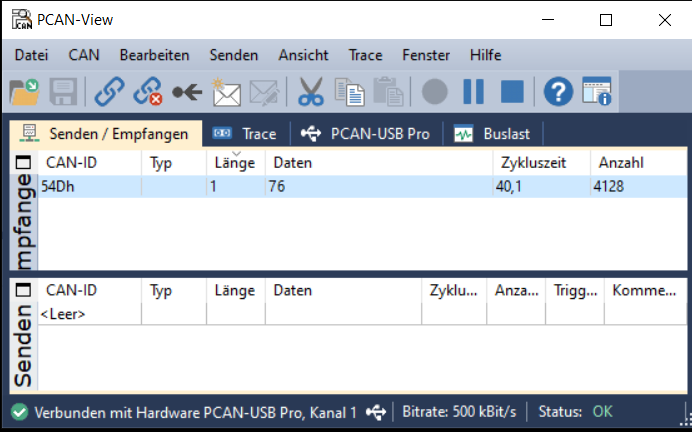 PCAN-View
Datei CAN Bearbeiten Senden Ansicht Trace Fenster Hilfe
Senden / Empfangen Trace PCAN-USB Pro Buslast
CAN-ID Typ Länge Daten Zykluszeit Anzahl
54Dh 1 76 40,1 4128
mpfange
CAN-ID Typ Länge Daten Zyklu... Anza... Trigg... Komme...
<Leer>
Senden
Verbunden mit Hardware PCAN-USB Pro, Kanal 1 Bitrate: 500 kBit/s Status: OK